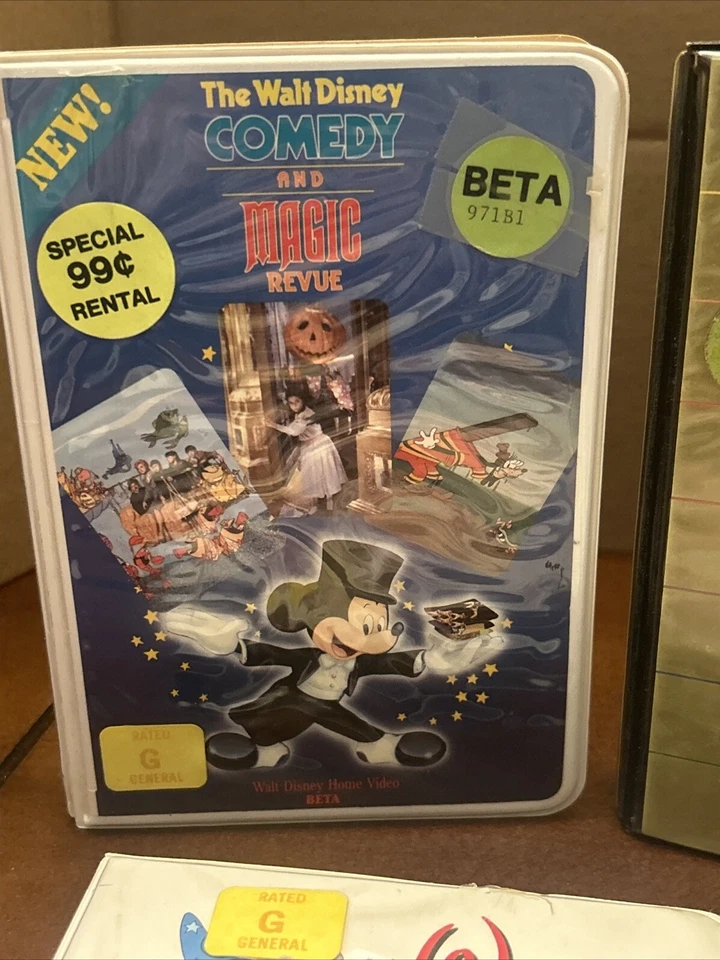 NEW!
The Walt Disney
COMEDY
AND
MAGIC
REVUE
BETA
971B1
SPECIAL
99¢
RENTAL
RATED
G
GENERAL
Walt Disney Home Video
BETA
RATED
G
GENERAL